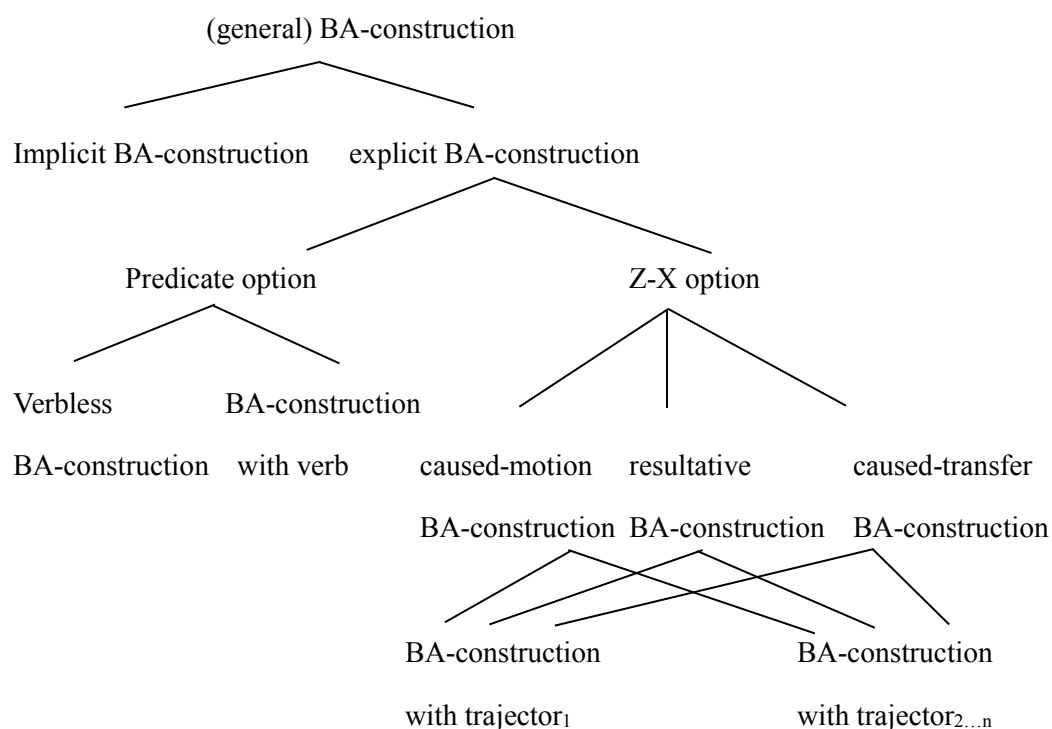 (general) BA-construction
Implicit BA-construction explicit BA-construction
Predicate option Z-X option
Verbless BA-construction
BA-construction with verb caused-motion resultative caused-transfer
BA-construction BA-construction BA-construction
BA-construction BA-construction
with trajector₁ with trajector₂…ₙ